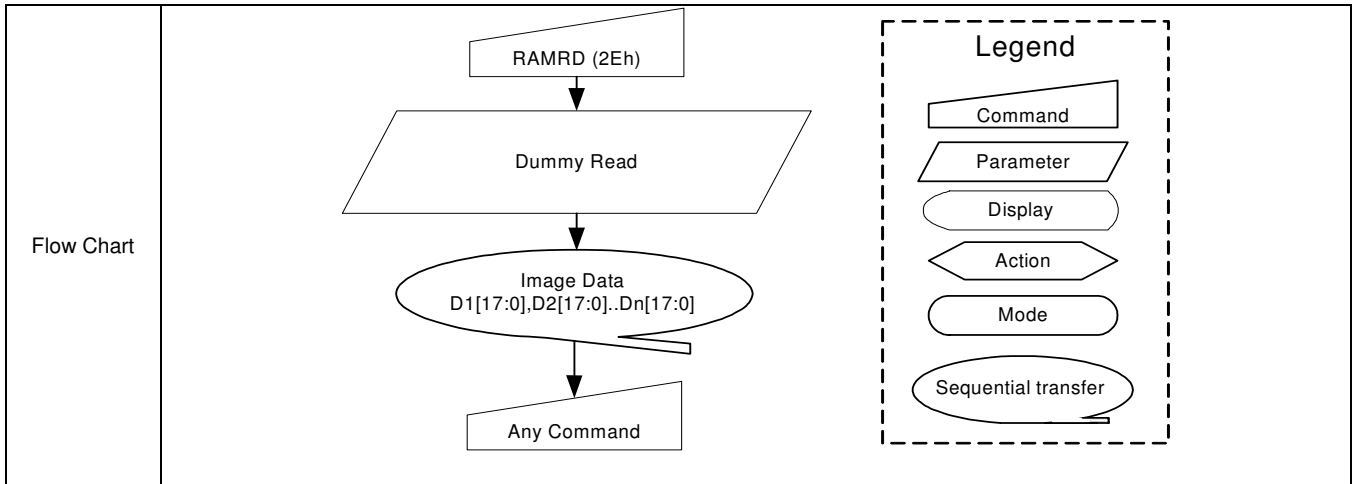 Flow Chart
RAMRD (2Eh)
Dummy Read
Image Data
D1[17:0],D2[17:0]..Dn[17:0]
Any Command
Legend
Command
Parameter
Display
Action
Mode
Sequential transfer